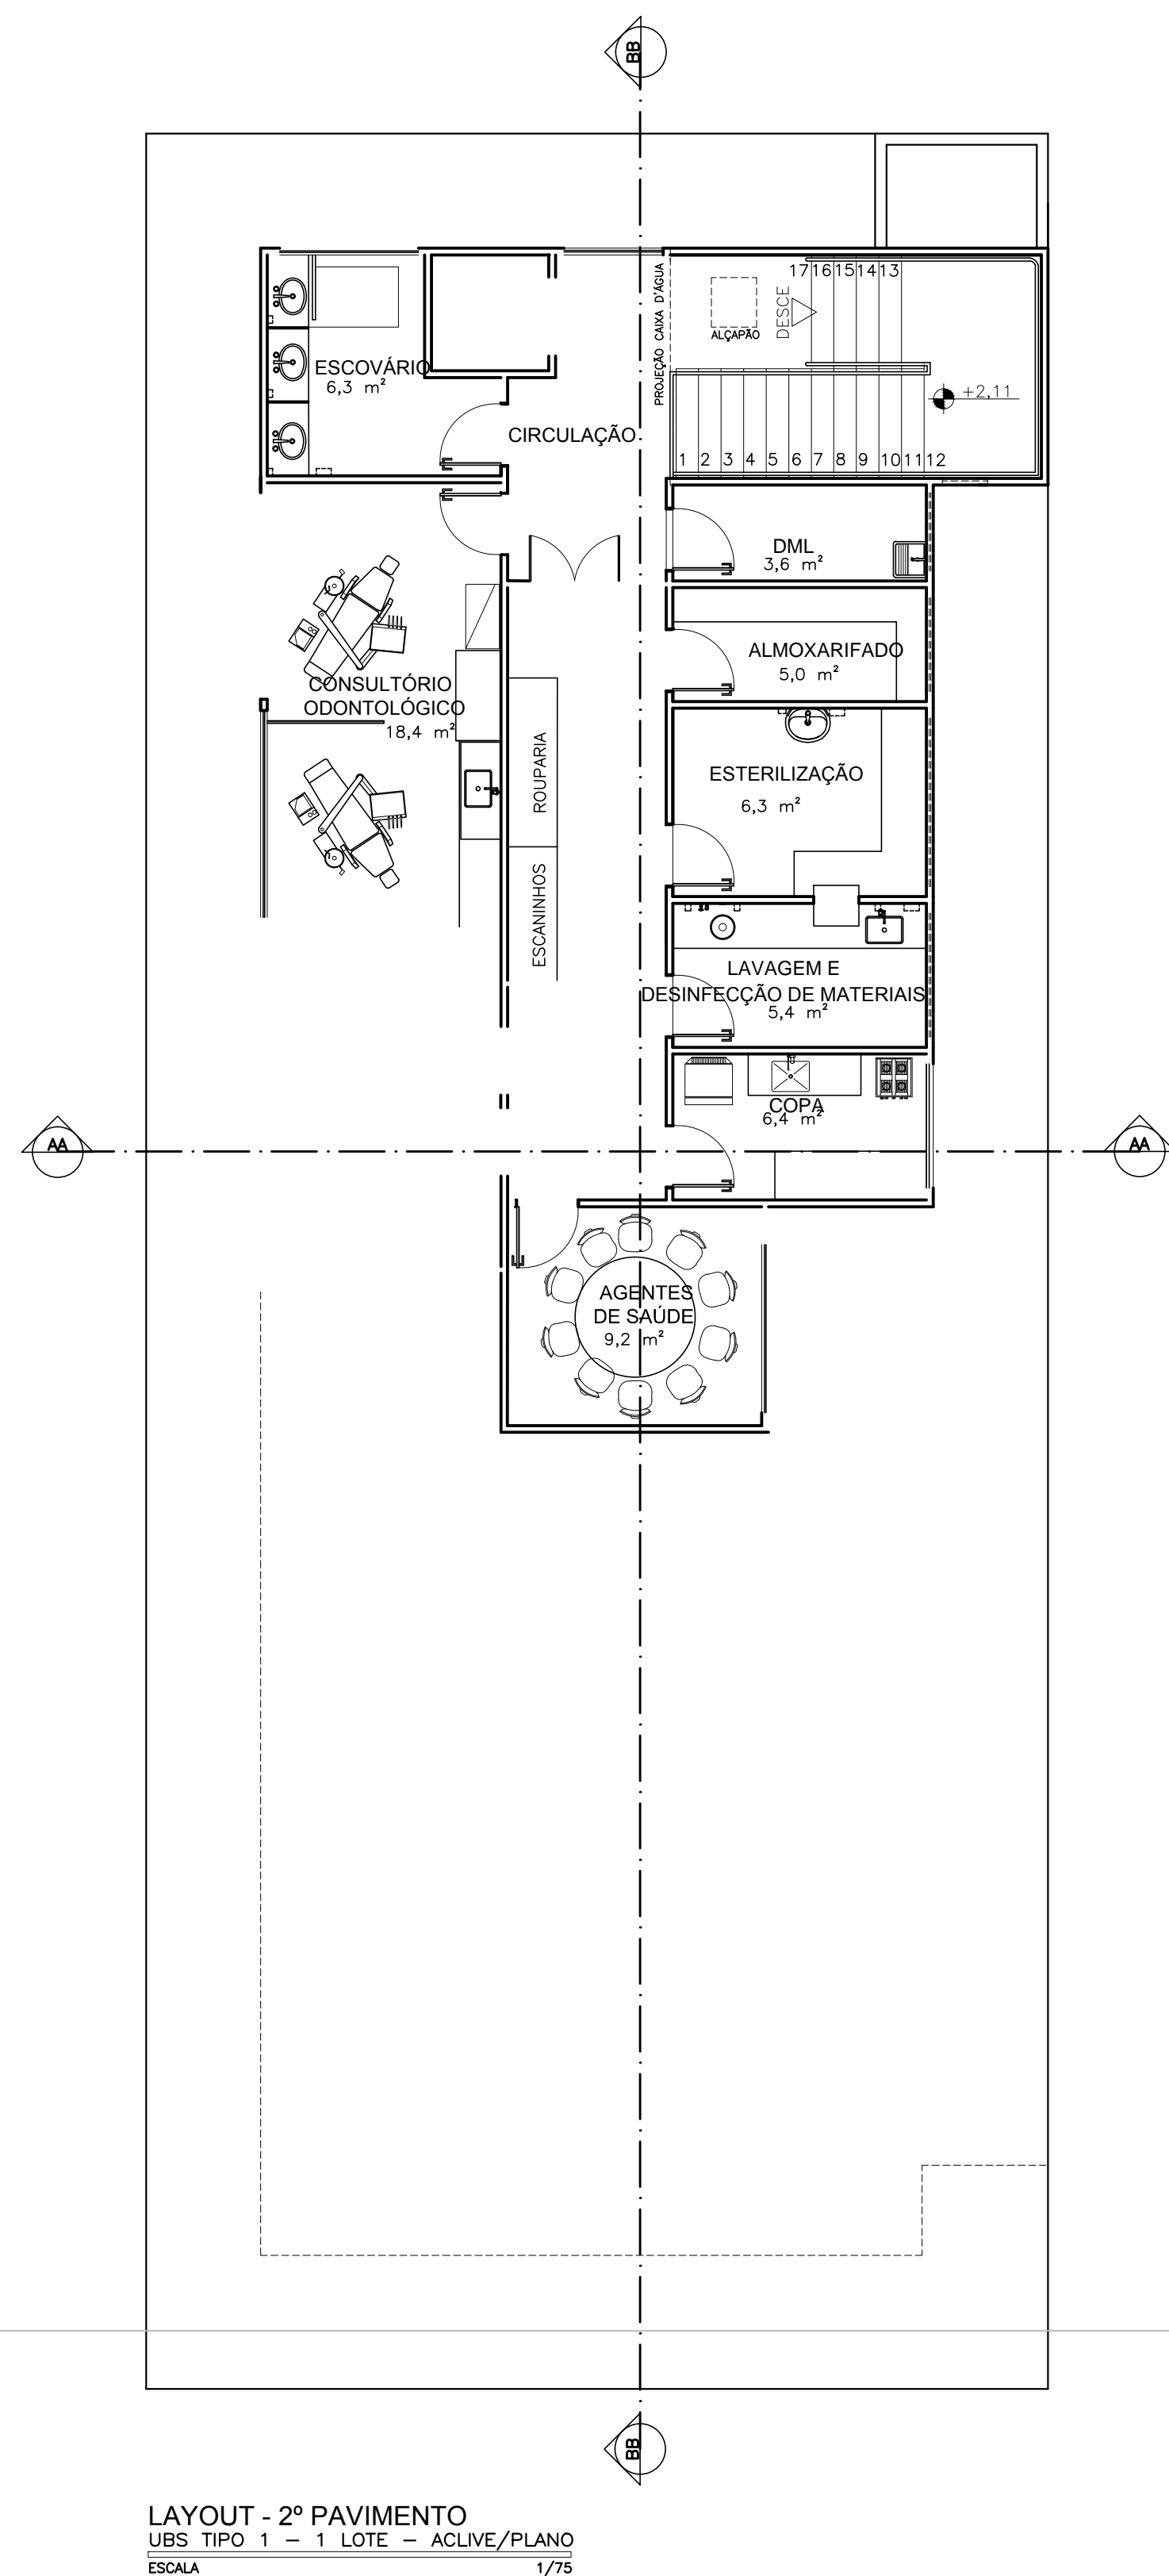 BB
PROJEÇÃO CAIXA D'ÁGUA
ALÇAPÃO
DESCE
17 16 15 14 13
ESCOVÁRIO
6,3 m²
+2,11
CIRCULAÇÃO
1 2 3 4 5 6 7 8 9 10 11 12
DML
3,6 m²
ALMOXARIFADO
5,0 m²
CONSULTÓRIO
ODONTOLÓGICO
18,4 m²
ROUPARIA
ESTERILIZAÇÃO
6,3 m²
ESCANINHOS
LAVAGEM E
DESINFECÇÃO DE MATERIAIS
5,4 m²
COPA
6,4 m²
AA
AA
AGENTES
DE SAÚDE
9,2 m²
BB
LAYOUT - 2º PAVIMENTO
UBS TIPO 1 – 1 LOTE – ACLIVE/PLANO
ESCALA 1/75